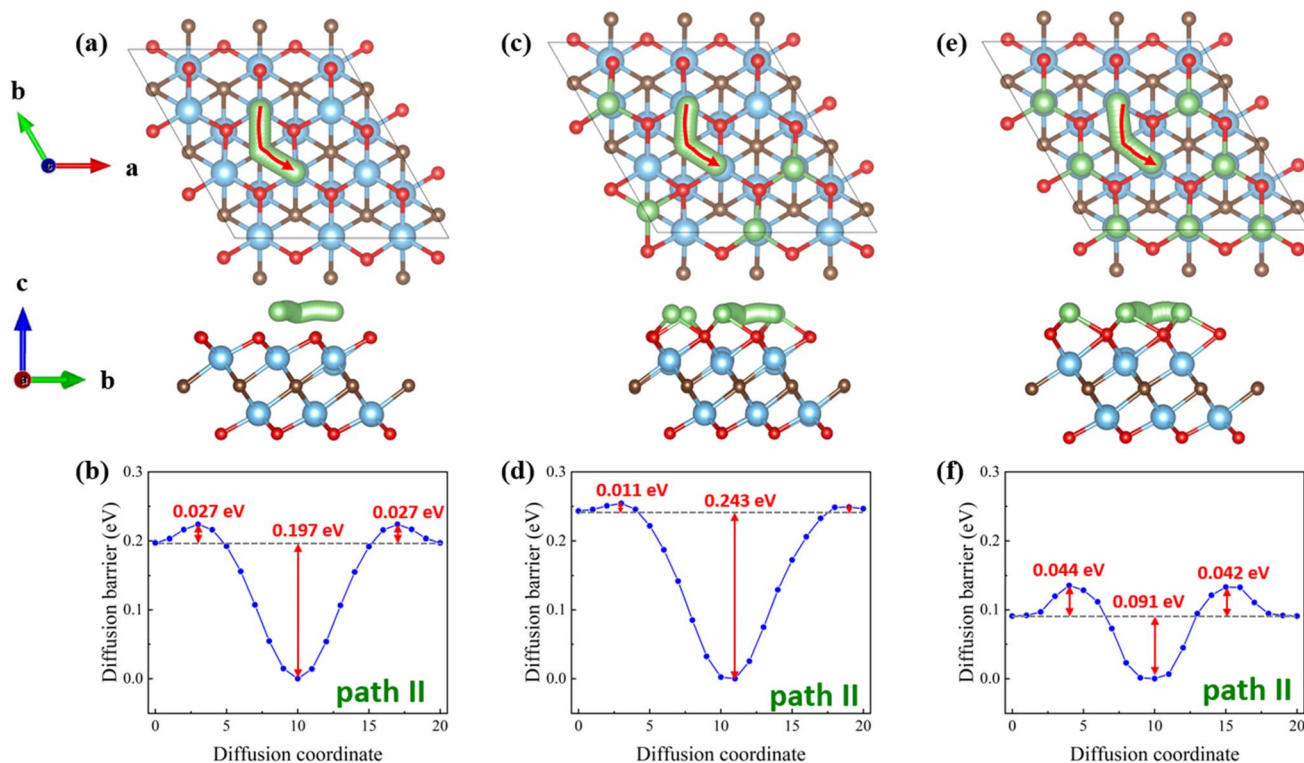 (a)
(c)
(e)
b
a
c
b
(b)
Diffusion barrier (eV)
0.3
0.2
0.1
0.0
0.027 eV
0.197 eV
0.027 eV
path II
0 5 10 15 20
Diffusion coordinate
(d)
Diffusion barrier (eV)
0.3
0.2
0.1
0.0
0.011 eV
0.243 eV
path II
0 5 10 15 20
Diffusion coordinate
(f)
Diffusion barrier (eV)
0.3
0.2
0.1
0.0
0.044 eV
0.091 eV
0.042 eV
path II
0 5 10 15 20
Diffusion coordinate